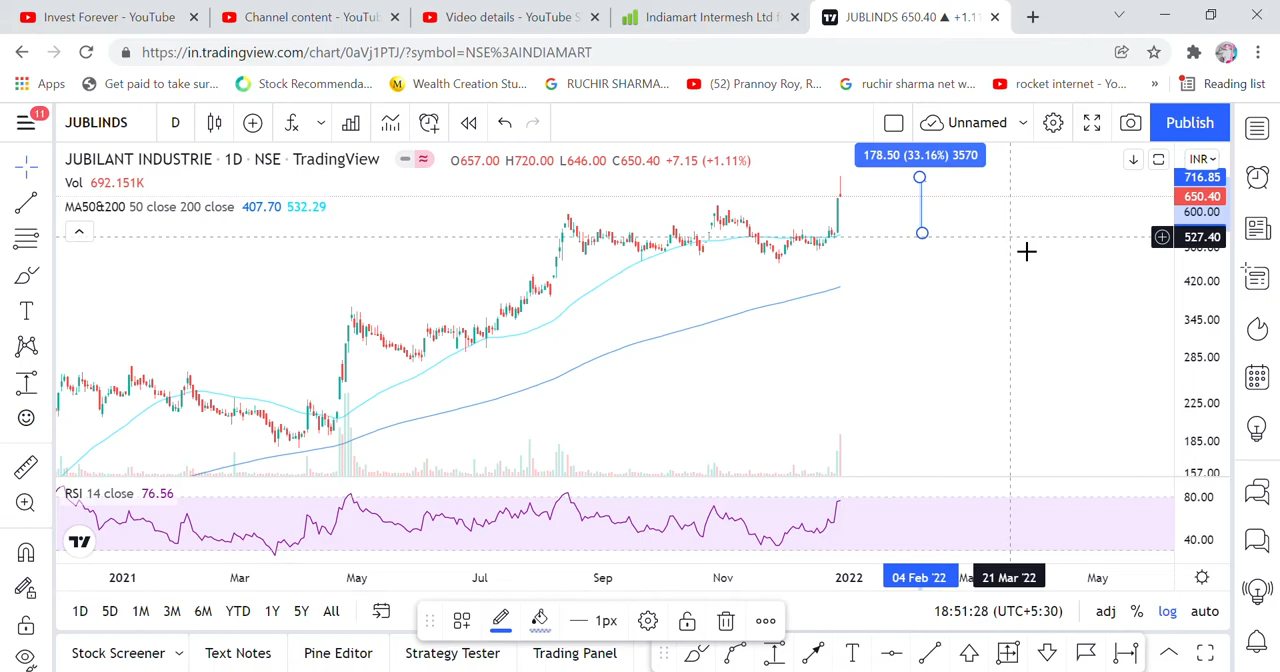 Invest Forever - YouTube
Channel content - YouTu
Video details - YouTube S
Indiamart Intermesh Ltd f
JUBLINDS 650.40 ▲ +1.1
https://in.tradingview.com/chart/0aVj1PTJ/?symbol=NSE%3AINDIAMART
Apps
Get paid to take sur...
Stock Recommenda...
Wealth Creation Stu...
RUCHIR SHARMA...
(52) Prannoy Roy, R...
ruchir sharma net w...
rocket internet - Yo...
»
Reading list
11
JUBLINDS
D
Unnamed
Publish
JUBILANT INDUSTRIE · 1D · NSE · TradingView
O657.00 H720.00 L646.00 C650.40 +7.15 (+1.11%)
178.50 (33.16%) 3570
INR
Vol 692.151K
716.85
650.40
MA50&200 50 close 200 close 407.70 532.29
600.00
527.40
420.00
345.00
285.00
225.00
185.00
157.00
RSI 14 close 76.56
80.00
40.00
2021
Mar
May
Jul
Sep
Nov
2022
04 Feb '22
Ma
21 Mar '22
May
1D 5D 1M 3M 6M YTD 1Y 5Y All
1px
18:51:28 (UTC+5:30)
adj % log auto
Stock Screener
Text Notes
Pine Editor
Strategy Tester
Trading Panel